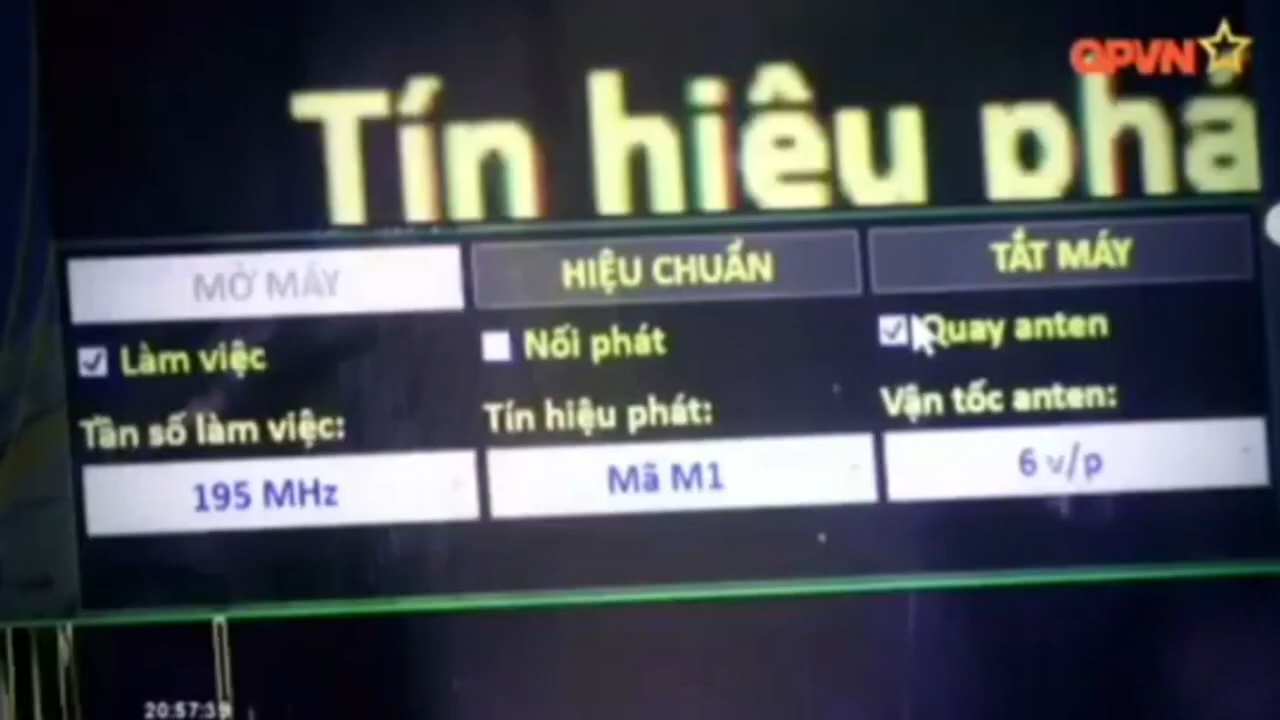 QPVN
Tín hiệu phá
MỞ MÁY HIỆU CHUẨN TẮT MÁY
Làm việc Nối phát Quay anten
Tần số làm việc: Tín hiệu phát: Vận tốc anten:
195 MHz Mã M1 6 v/p
20:57:39